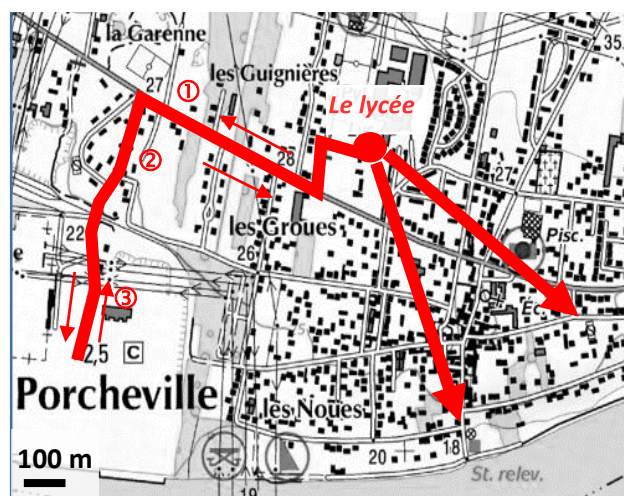 la Garenne
35
27
①
les Guignières
Le lycée
②
28
27
les Groues
Pisc.
22
e
26
③
Éc.
2,5
C
Porcheville
les Noues
20
18
St. relev.
100 m
19